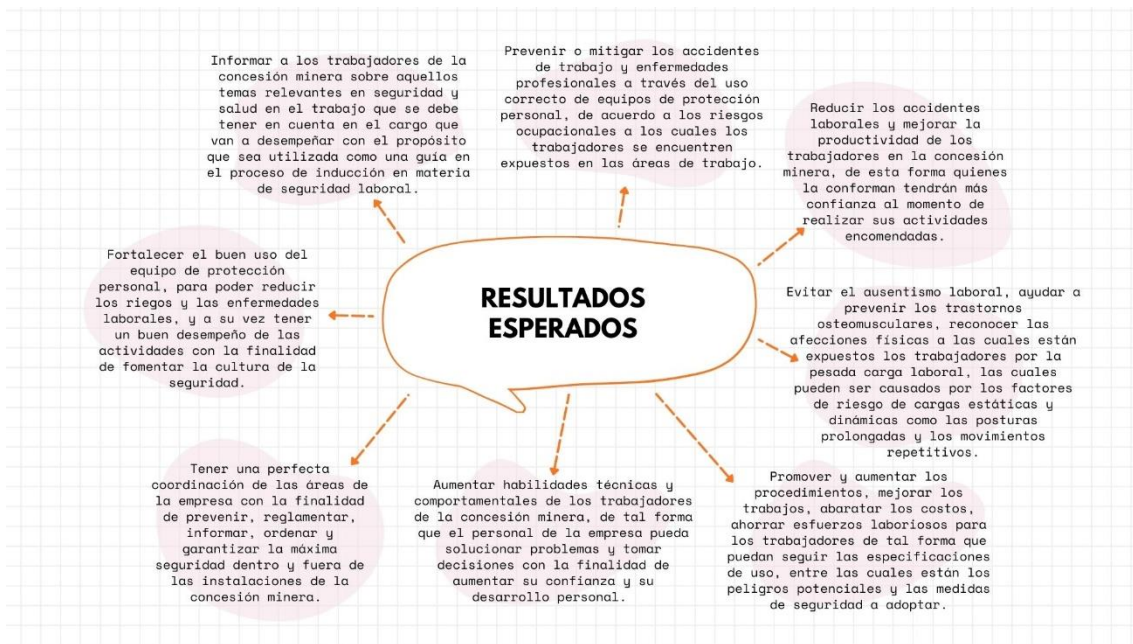 Informar a los trabajadores de la
concesión minera sobre aquellos
temas relevantes en seguridad y
salud en el trabajo que se debe
tener en cuenta en el cargo que
van a desempeñar con el propósito
que sea utilizada como una guía en
el proceso de inducción en materia
de seguridad laboral.
Prevenir o mitigar los accidentes
de trabajo y enfermedades
profesionales a través del uso
correcto de equipos de protección
personal, de acuerdo a los riesgos
ocupacionales a los cuales los
trabajadores se encuentren
expuestos en las áreas de trabajo.
Reducir los accidentes
laborales y mejorar la
productividad de los
trabajadores en la concesión
minera, de esta forma quienes
la conforman tendrán más
confianza al momento de
realizar sus actividades
encomendadas.
Fortalecer el buen uso del
equipo de protección
personal, para poder reducir
los riegos y las enfermedades
laborales, y a su vez tener
un buen desempeño de las
actividades con la finalidad
de fomentar la cultura de la
seguridad.
RESULTADOS
ESPERADOS
Evitar el ausentismo laboral, ayudar a
prevenir los trastornos
osteomusculares, reconocer las
afecciones físicas a las cuales están
expuestos los trabajadores por la
pesada carga laboral, las cuales
pueden ser causados por los factores
de riesgo de cargas estáticas y
dinámicas como las posturas
prolongadas y los movimientos
repetitivos.
Tener una perfecta
coordinación de las áreas de
la empresa con la finalidad
de prevenir, reglamentar,
informar, ordenar y
garantizar la máxima
seguridad dentro y fuera de
las instalaciones de la
concesión minera.
Aumentar habilidades técnicas y
comportamentales de los trabajadores
de la concesión minera, de tal forma
que el personal de la empresa pueda
solucionar problemas y tomar
decisiones con la finalidad de
aumentar su confianza y su
desarrollo personal.
Promover y aumentar los
procedimientos, mejorar los
trabajos, abaratar los costos,
ahorrar esfuerzos laboriosos para
los trabajadores de tal forma que
puedan seguir las especificaciones
de uso, entre las cuales están los
peligros potenciales y las medidas
de seguridad a adoptar.